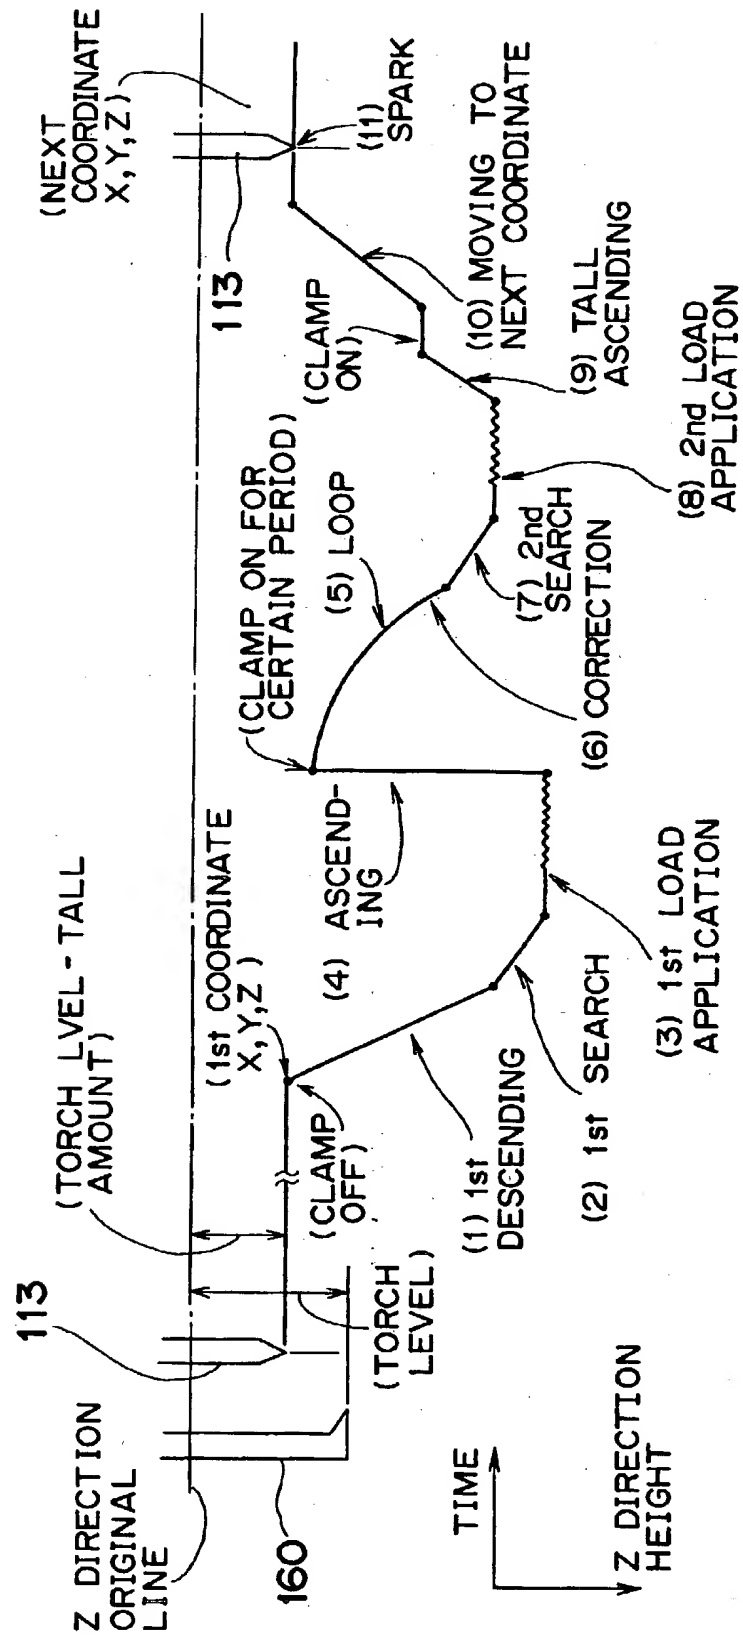 Z DIRECTION
ORIGINAL
LINE
160
113
(TORCH LVEL-TALL
AMOUNT)
(TORCH
LEVEL)
(1st COORDINATE
X,Y,Z)
(CLAMP
OFF)
(1) 1st
DESCENDING
(2) 1st SEARCH
(3) 1st LOAD
APPLICATION
(4) ASCEND-
ING
(CLAMP ON FOR
CERTAIN PERIOD)
(5) LOOP
(6) CORRECTION
(7) 2nd
SEARCH
(8) 2nd LOAD
APPLICATION
(9) TALL
ASCENDING
(CLAMP
ON)
(10) MOVING TO
NEXT COORDINATE
(11)
SPARK
113
(NEXT
COORDINATE
X,Y,Z)
TIME
Z DIRECTION
HEIGHT